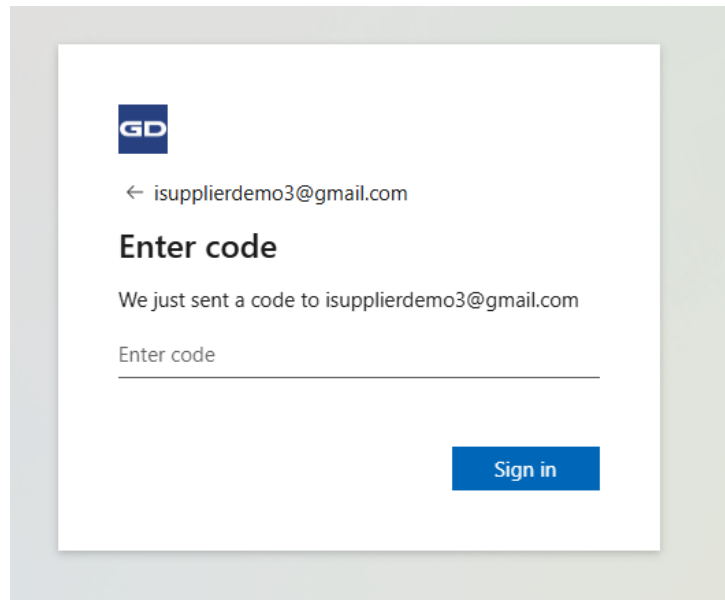 GD
← isupplierdemo3@gmail.com
Enter code
We just sent a code to isupplierdemo3@gmail.com
Enter code
Sign in